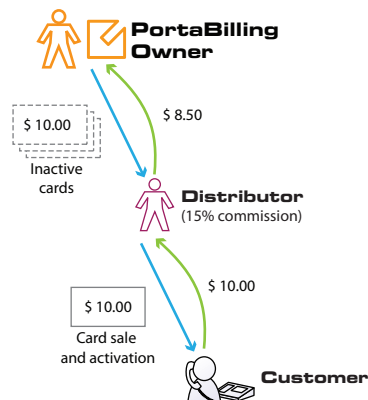 PortaBilling
Owner
$ 8.50
$ 10.00
Inactive
cards
Distributor
(15% commission)
$ 10.00
$ 10.00
Card sale
and activation
Customer